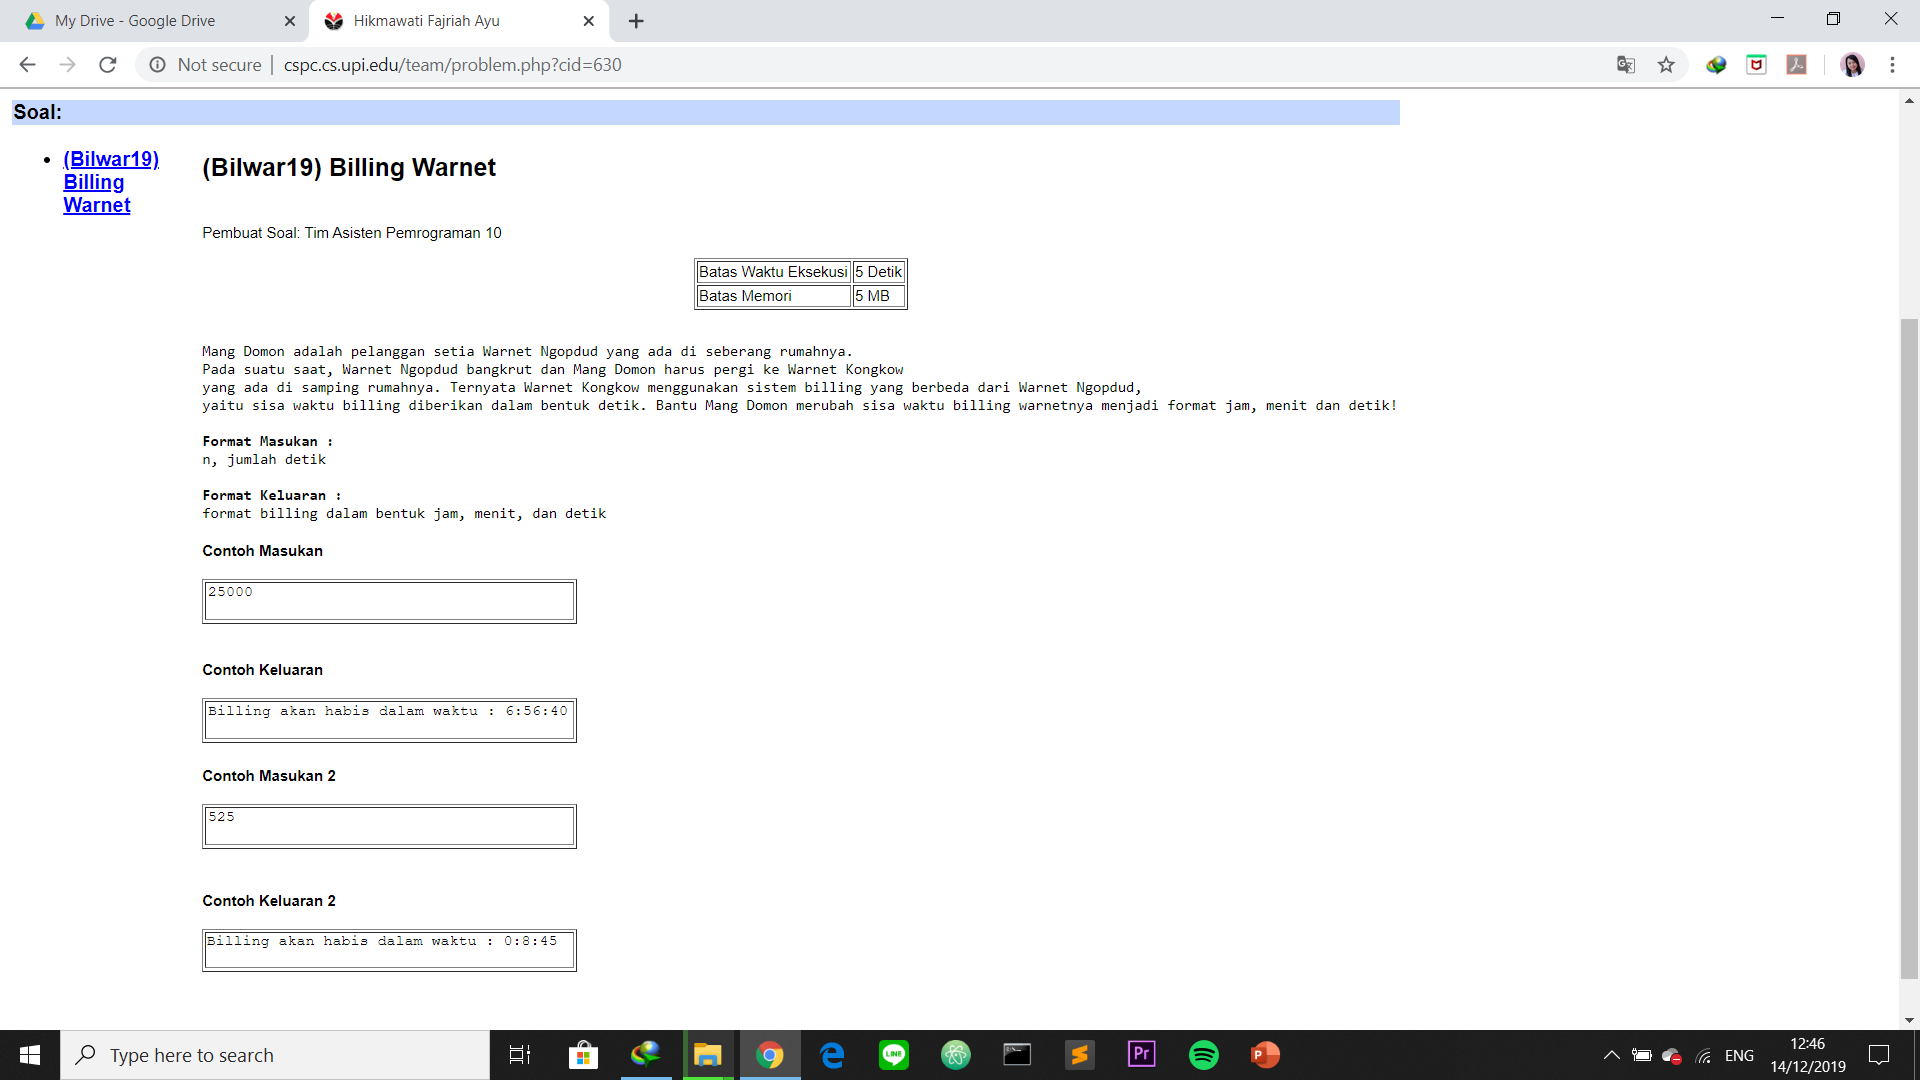 My Drive - Google Drive
Hikmawati Fajriah Ayu
Not secure | cspc.cs.upi.edu/team/problem.php?cid=630
Soal:
(Bilwar19)
Billing
Warnet
(Bilwar19) Billing Warnet
Pembuat Soal: Tim Asisten Pemrograman 10
Batas Waktu Eksekusi 5 Detik
Batas Memori 5 MB
Mang Domon adalah pelanggan setia Warnet Ngopdud yang ada di seberang rumahnya.
Pada suatu saat, Warnet Ngopdud bangkrut dan Mang Domon harus pergi ke Warnet Kongkow
yang ada di samping rumahnya. Ternyata Warnet Kongkow menggunakan sistem billing yang berbeda dari Warnet Ngopdud,
yaitu sisa waktu billing diberikan dalam bentuk detik. Bantu Mang Domon merubah sisa waktu billing warnetnya menjadi format jam, menit dan detik!
Format Masukan :
n, jumlah detik
Format Keluaran :
format billing dalam bentuk jam, menit, dan detik
Contoh Masukan
25000
Contoh Keluaran
Billing akan habis dalam waktu : 6:56:40
Contoh Masukan 2
525
Contoh Keluaran 2
Billing akan habis dalam waktu : 0:8:45
Type here to search
LINE
Pr
ENG
12:46
14/12/2019